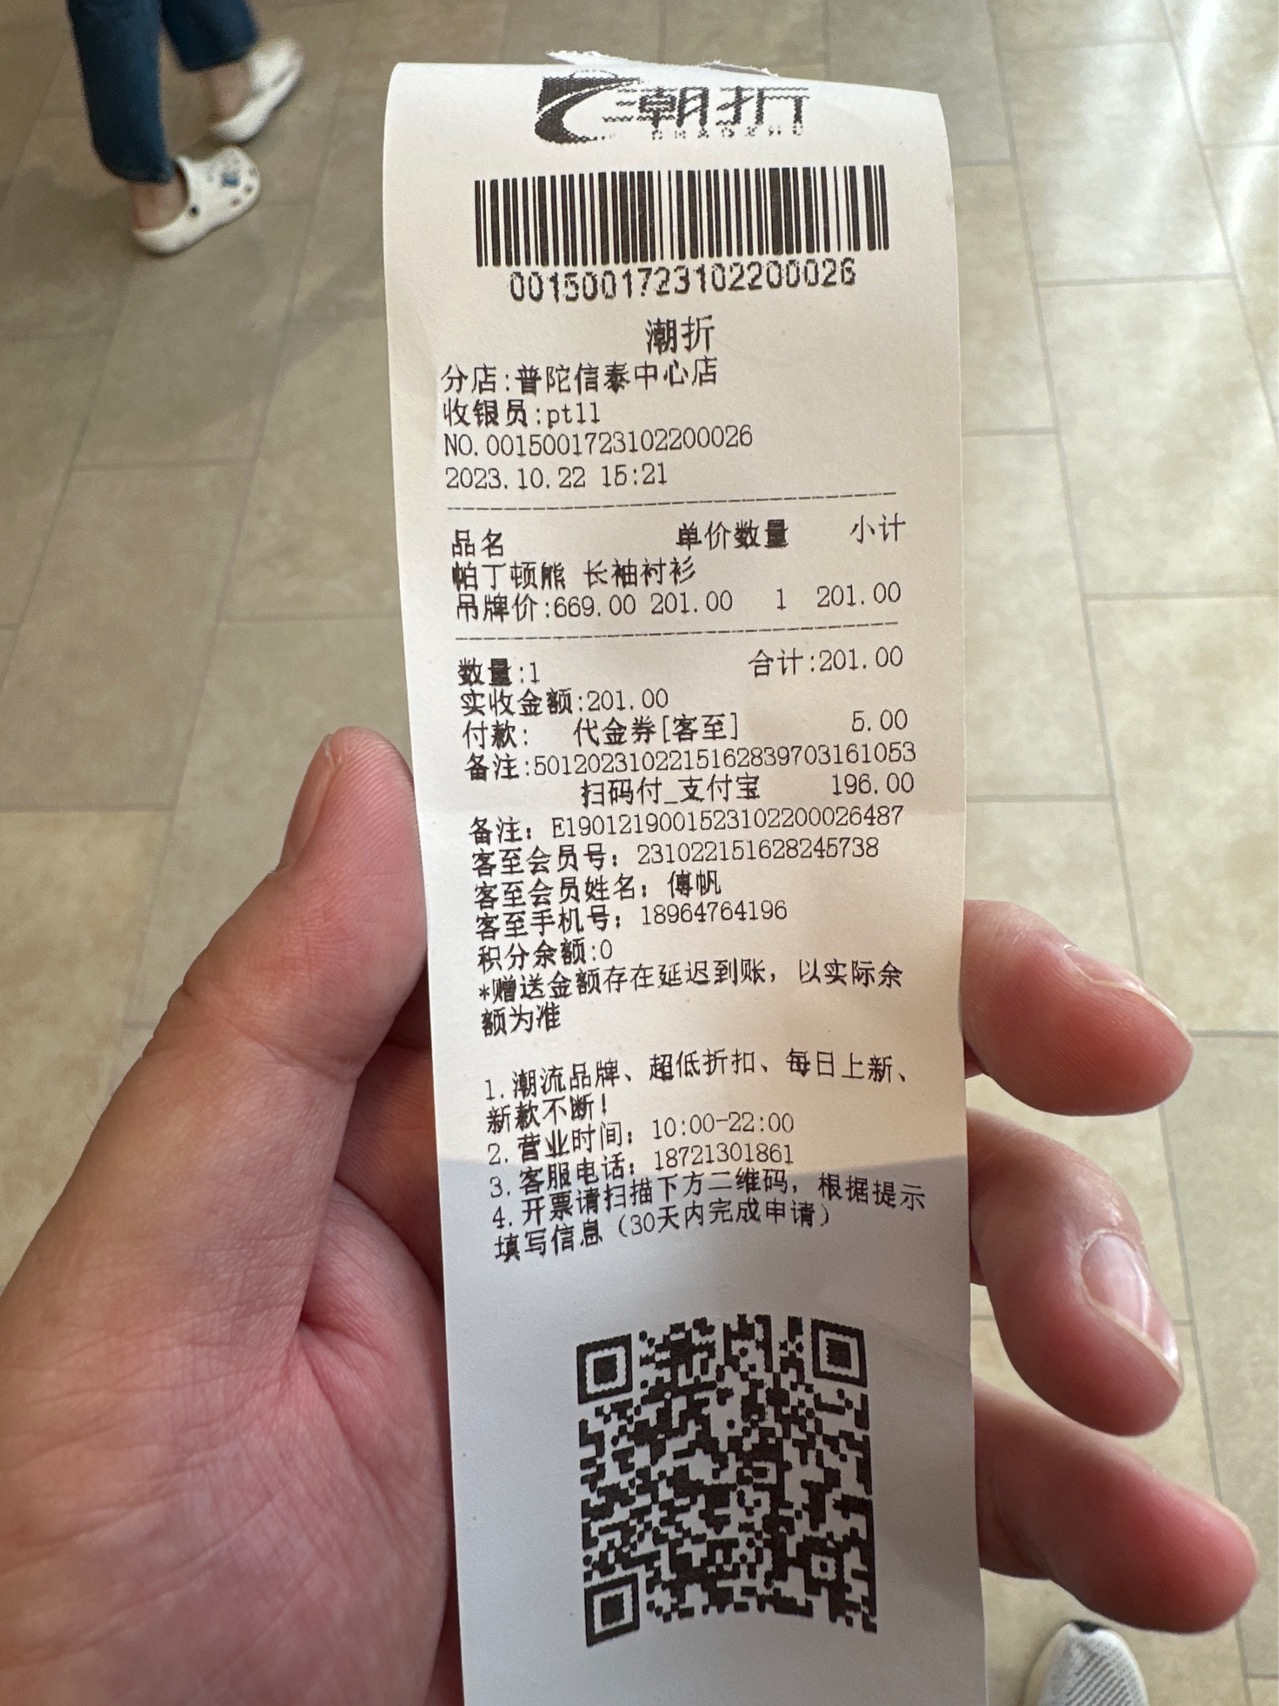 潮折
CHAOZHE
0015001723102200026
潮折
分店:普陀信泰中心店
收银员:pt11
NO.0015001723102200026
2023.10.22 15:21
品名 单价数量 小计
帕丁顿熊 长袖衬衫
吊牌价:669.00 201.00 1 201.00
数量:1 合计:201.00
实收金额:201.00
付款: 代金券[客至] 5.00
备注:5012023102215162839703161053
扫码付_支付宝 196.00
备注: E1901219001523102200026487
客至会员号: 231022151628245738
客至会员姓名: 傅帆
客至手机号: 18964764196
积分余额:0
*赠送金额存在延迟到账, 以实际余
额为准
1.潮流品牌、超低折扣、每日上新、
新款不断!
2.营业时间: 10:00-22:00
3.客服电话: 18721301861
4.开票请扫描下方二维码, 根据提示
填写信息(30天内完成申请)